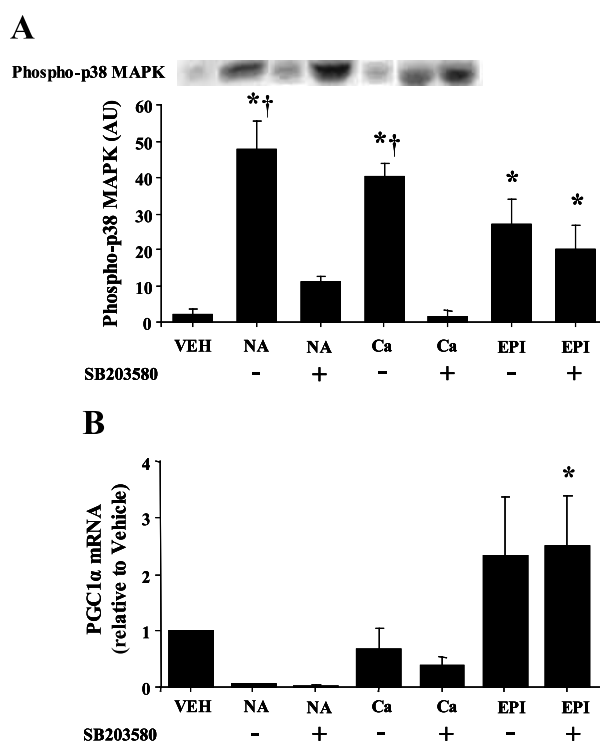 A
Phospho-p38 MAPK
Phospho-p38 MAPK (AU)
60
50
40
30
20
10
0
*† *† * *
VEH NA NA Ca Ca EPI EPI
SB203580 - + - + - +
B
PGC1α mRNA
(relative to Vehicle)
4
3
2
1
0
*
VEH NA NA Ca Ca EPI EPI
SB203580 - + - + - +